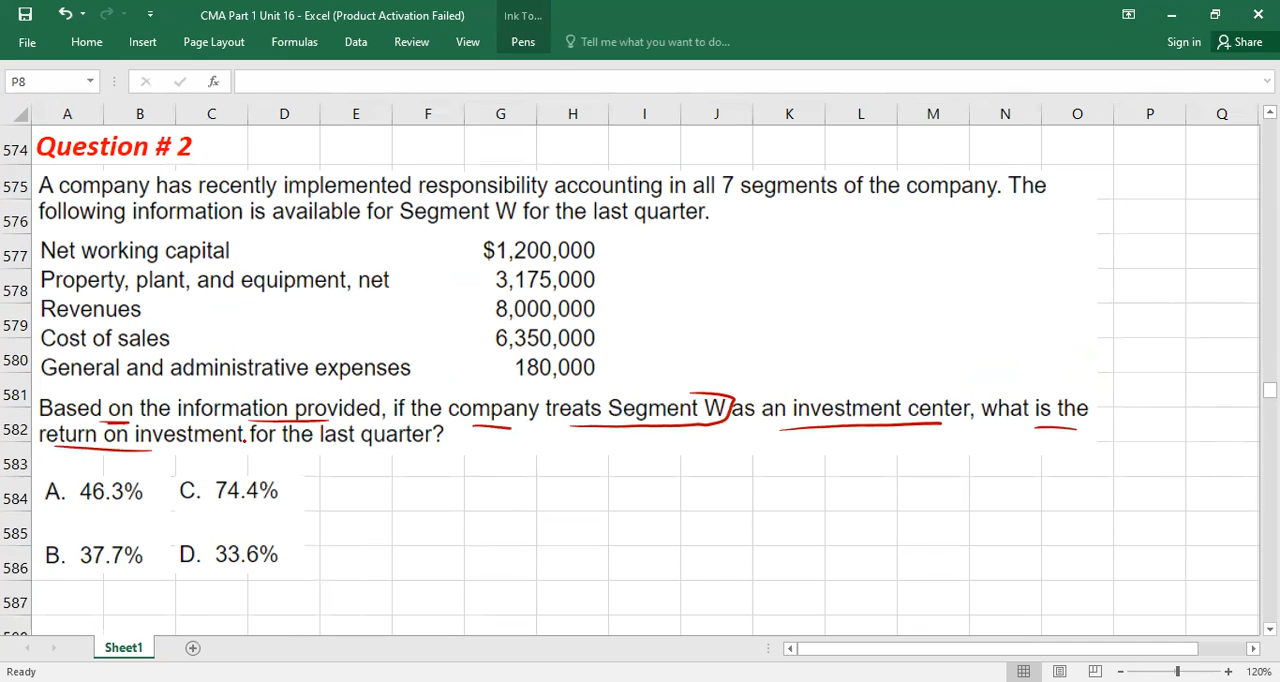 CMA Part 1 Unit 16 - Excel (Product Activation Failed)
Ink To...
File Home Insert Page Layout Formulas Data Review View Pens Tell me what you want to do... Sign in Share
P8 fx
A B C D E F G H I J K L M N O P Q
574 Question # 2
575 A company has recently implemented responsibility accounting in all 7 segments of the company. The
576 following information is available for Segment W for the last quarter.
577 Net working capital $1,200,000
578 Property, plant, and equipment, net 3,175,000
579 Revenues 8,000,000
580 Cost of sales 6,350,000
General and administrative expenses 180,000
581 Based on the information provided, if the company treats Segment W as an investment center, what is the
582 return on investment for the last quarter?
583
584 A. 46.3% C. 74.4%
585
586 B. 37.7% D. 33.6%
587
Sheet1
Ready 120%